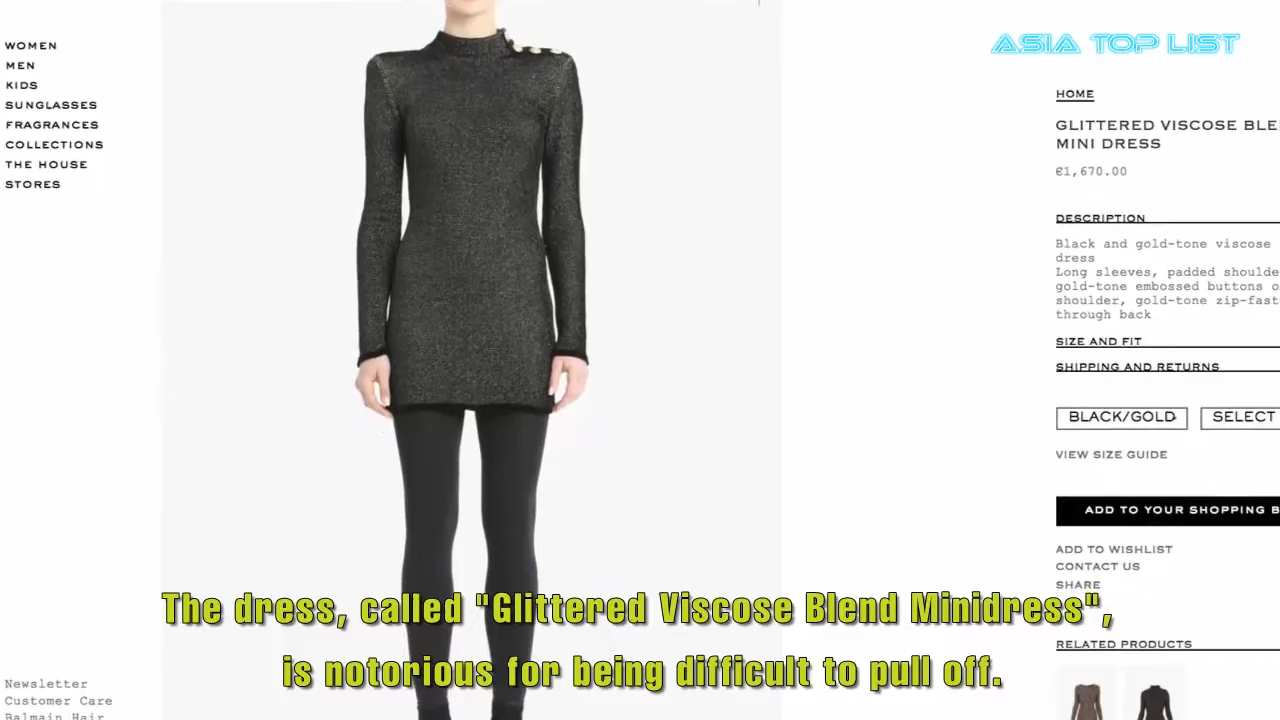 WOMEN
MEN
KIDS
SUNGLASSES
FRAGRANCES
COLLECTIONS
THE HOUSE
STORES
ASIA TOP LIST
HOME
GLITTERED VISCOSE BLE
MINI DRESS
€1,670.00
DESCRIPTION
Black and gold-tone viscose
dress
Long sleeves, padded shoulde
gold-tone embossed buttons o
shoulder, gold-tone zip-fast
through back
SIZE AND FIT
SHIPPING AND RETURNS
BLACK/GOLD SELECT
VIEW SIZE GUIDE
ADD TO YOUR SHOPPING B
ADD TO WISHLIST
CONTACT US
SHARE
RELATED PRODUCTS
The dress, called "Glittered Viscose Blend Minidress",
is notorious for being difficult to pull off.
Newsletter
Customer Care
Balmain Hair